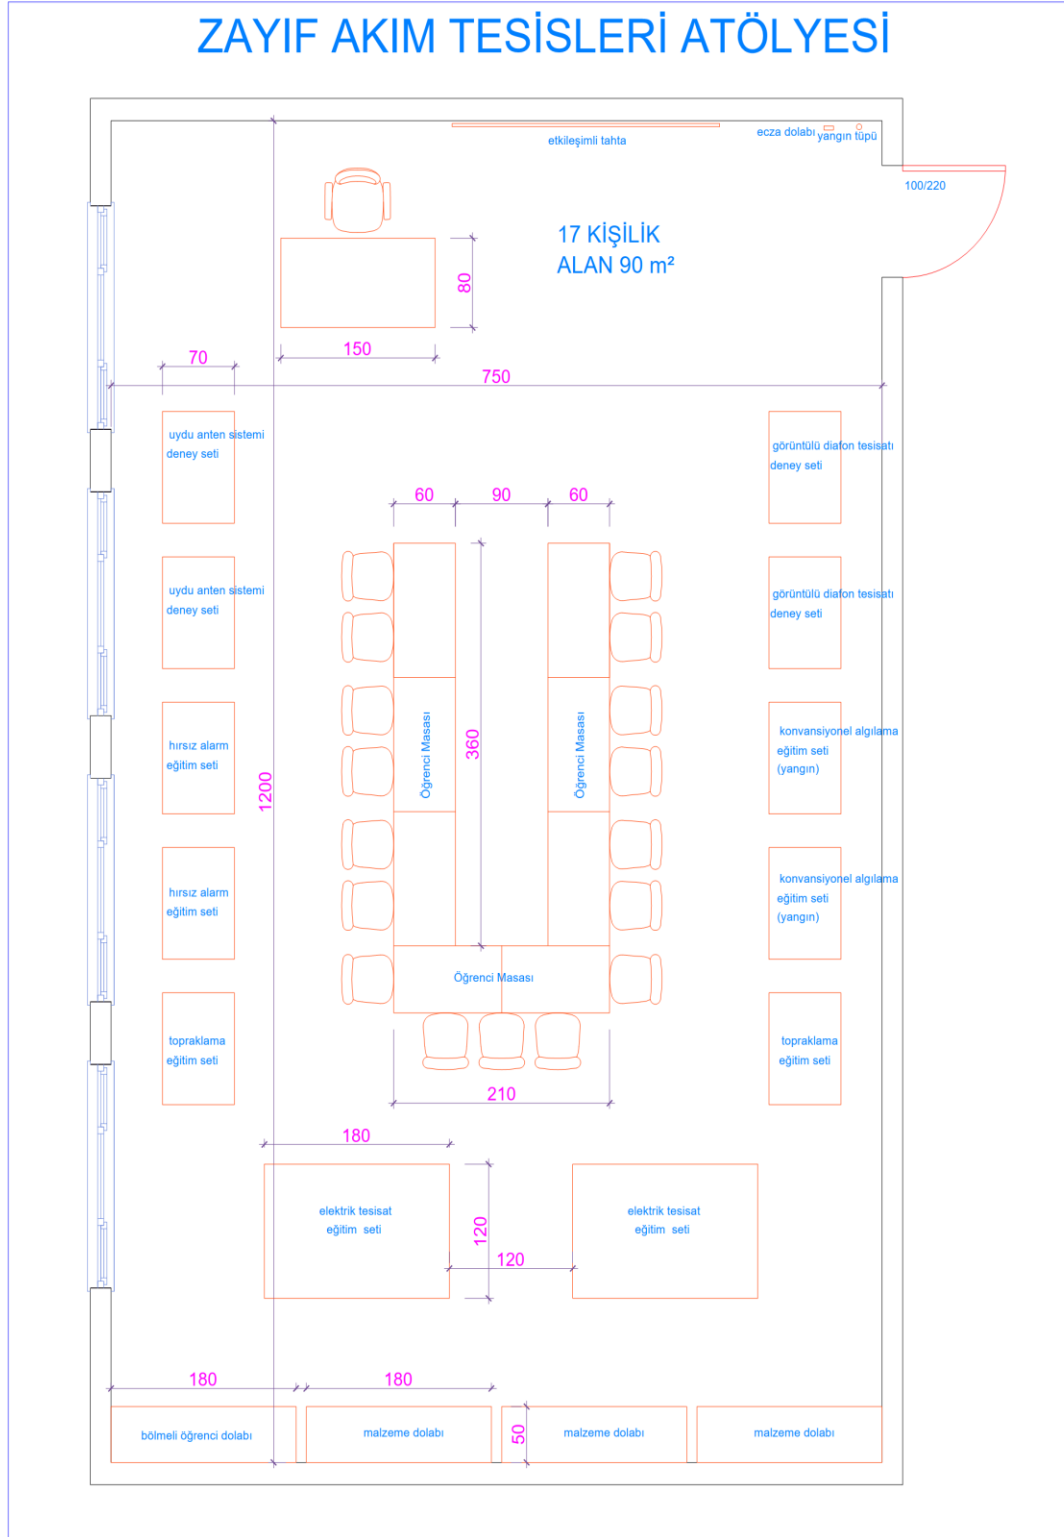 ZAYIF AKIM TESİSLERİ ATÖLYESİ
etkileşimli tahta
ecza dolabı
yangın tüpü
100/220
17 KİŞİLİK
ALAN 90 m²
80
150
70
750
uydu anten sistemi
deney seti
görüntülü diafon tesisatı
deney seti
60
90
60
uydu anten sistemi
deney seti
görüntülü diafon tesisatı
deney seti
hırsız alarm
eğitim seti
Öğrenci Masası
360
Öğrenci Masası
konvansiyonel algılama
eğitim seti
(yangın)
1200
hırsız alarm
eğitim seti
konvansiyonel algılama
eğitim seti
(yangın)
Öğrenci Masası
topraklama
eğitim seti
topraklama
eğitim seti
210
180
elektrik tesisat
eğitim seti
120
120
elektrik tesisat
eğitim seti
180
180
bölmeli öğrenci dolabı
malzeme dolabı
50
malzeme dolabı
malzeme dolabı